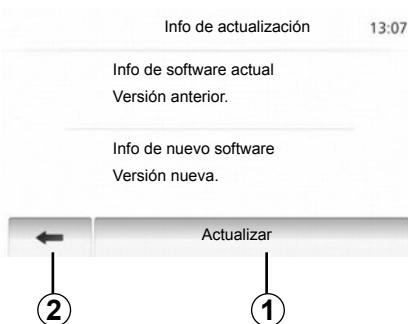 Info de actualización 13:07
Info de software actual
Versión anterior.
Info de nuevo software
Versión nueva.
Actualizar
2 1